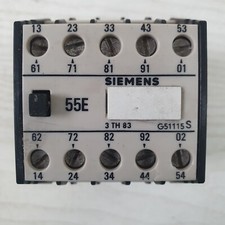 13 23 33 43 53
61 71 81 91 01
SIEMENS
55E
3 TH 83 G51115 S
62 72 82 92 02
14 24 34 44 54